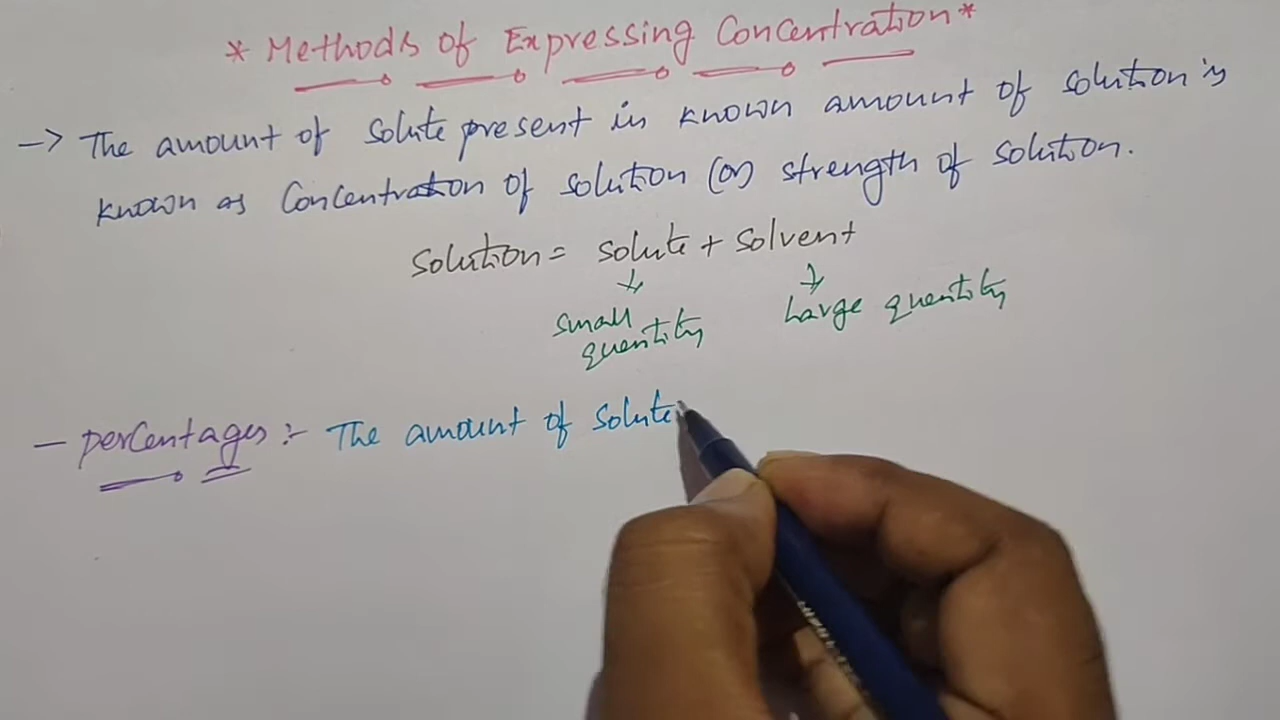 * Methods of Expressing Concentration *
-> The amount of solute present in known amount of solution is
known as Concentration of solution (or) strength of solution.
solution = solute + solvent
small quantity
Large quantity
- percentages :- The amount of solute